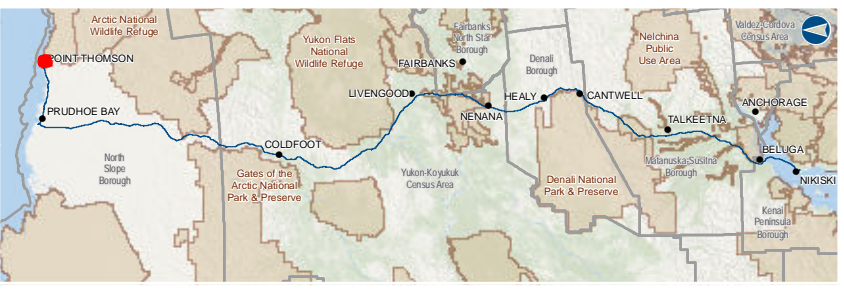 Arctic National
Wildlife Refuge
POINT THOMSON
PRUDHOE BAY
North
Slope
Borough
COLDFOOT
Gates of the
Arctic National
Park & Preserve
Yukon Flats
National
Wildlife Refuge
LIVENGOOD
Fairbanks
North Star
Borough
FAIRBANKS
NENANA
Yukon-Koyukuk
Census Area
Denali
Borough
HEALY
CANTWELL
Denali National
Park & Preserve
Nelchina
Public
Use Area
TALKEETNA
Matanuska-Susitna
Borough
Valdez-Cordova
Census Area
ANCHORAGE
BELUGA
NIKISKI
Kenai
Peninsula
Borough